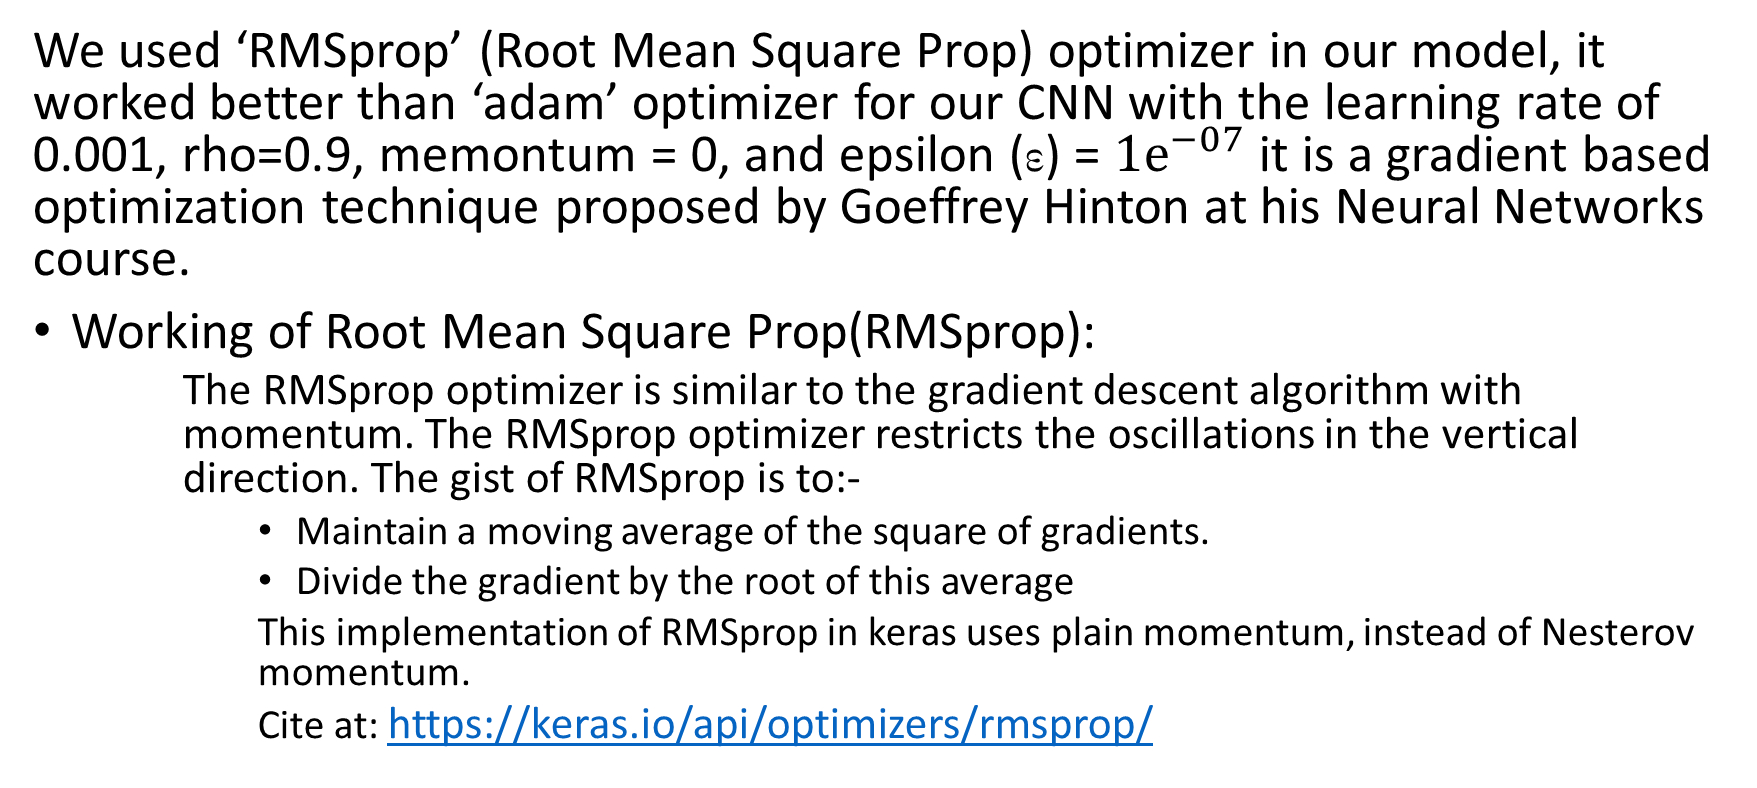 We used ‘RMSprop’ (Root Mean Square Prop) optimizer in our model, it
worked better than ‘adam’ optimizer for our CNN with the learning rate of
0.001, rho=0.9, memontum = 0, and epsilon (ε) = 1e⁻⁰⁷ it is a gradient based
optimization technique proposed by Goeffrey Hinton at his Neural Networks
course.
• Working of Root Mean Square Prop(RMSprop):
The RMSprop optimizer is similar to the gradient descent algorithm with
momentum. The RMSprop optimizer restricts the oscillations in the vertical
direction. The gist of RMSprop is to:-
• Maintain a moving average of the square of gradients.
• Divide the gradient by the root of this average
This implementation of RMSprop in keras uses plain momentum, instead of Nesterov
momentum.
Cite at: https://keras.io/api/optimizers/rmsprop/